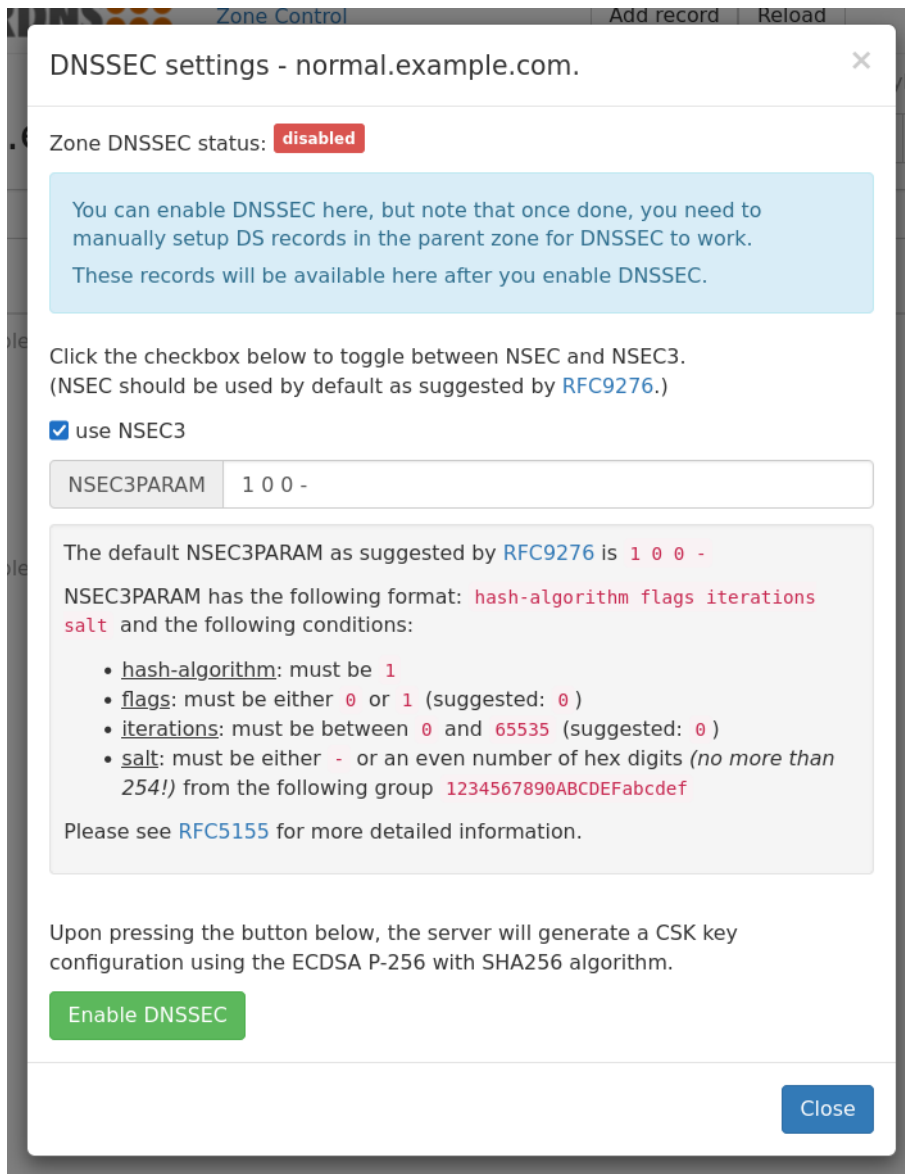 Zone Control
Add record
Reload
DNSSEC settings - normal.example.com.
×
Zone DNSSEC status: disabled
You can enable DNSSEC here, but note that once done, you need to
manually setup DS records in the parent zone for DNSSEC to work.
These records will be available here after you enable DNSSEC.
Click the checkbox below to toggle between NSEC and NSEC3.
(NSEC should be used by default as suggested by RFC9276.)
use NSEC3
NSEC3PARAM 1 0 0 -
The default NSEC3PARAM as suggested by RFC9276 is 1 0 0 -
NSEC3PARAM has the following format: hash-algorithm flags iterations
salt and the following conditions:
• hash-algorithm: must be 1
• flags: must be either 0 or 1 (suggested: 0)
• iterations: must be between 0 and 65535 (suggested: 0)
• salt: must be either - or an even number of hex digits (no more than
254!) from the following group 1234567890ABCDEFabcdef
Please see RFC5155 for more detailed information.
Upon pressing the button below, the server will generate a CSK key
configuration using the ECDSA P-256 with SHA256 algorithm.
Enable DNSSEC
Close